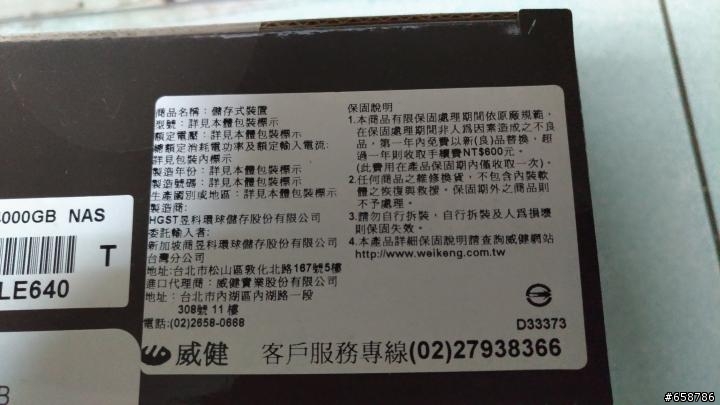 商品名稱：儲存式裝置
型號：詳見本體包裝標示
額定電壓：詳見本體包裝標示
總額定消耗電功率及額定輸入電流:
詳見包裝內標示
製造年份：詳見本體包裝標示
製造號碼：詳見本體包裝標示
生產國別或地區：詳見本體包裝標示
製造商:
HGST昱科環球儲存股份有限公司
委託輸入者:
新加坡商昱科環球儲存股份有限公司
台灣分公司
地址:台北市松山區敦化北路167號5樓
進口代理商：威健實業股份有限公司
地址：台北市內湖區內湖路一段
308號11樓
電話:(02)2658-0668
保固說明
1.本商品有限保固處理期間依原廠規範，
在保固處理期間非人為因素造成之不良
品，第一年內免費以新(良)品替換，超
過一年則收取手續費NT$600元。
(此費用在產品保固期內僅收取一次)。
2.任何商品之維修換貨，不包含內裝軟
體之恢復與救援。保固期外之商品則
不予處理。
3.請勿自行拆裝，自行拆裝及人為損壞
則保固失效。
4.本產品詳細保固說明請查詢威健網站
http://www.weikeng.com.tw
D33373
威健 客戶服務專線(02)27938366
000GB NAS
T
LE640
B
#658786